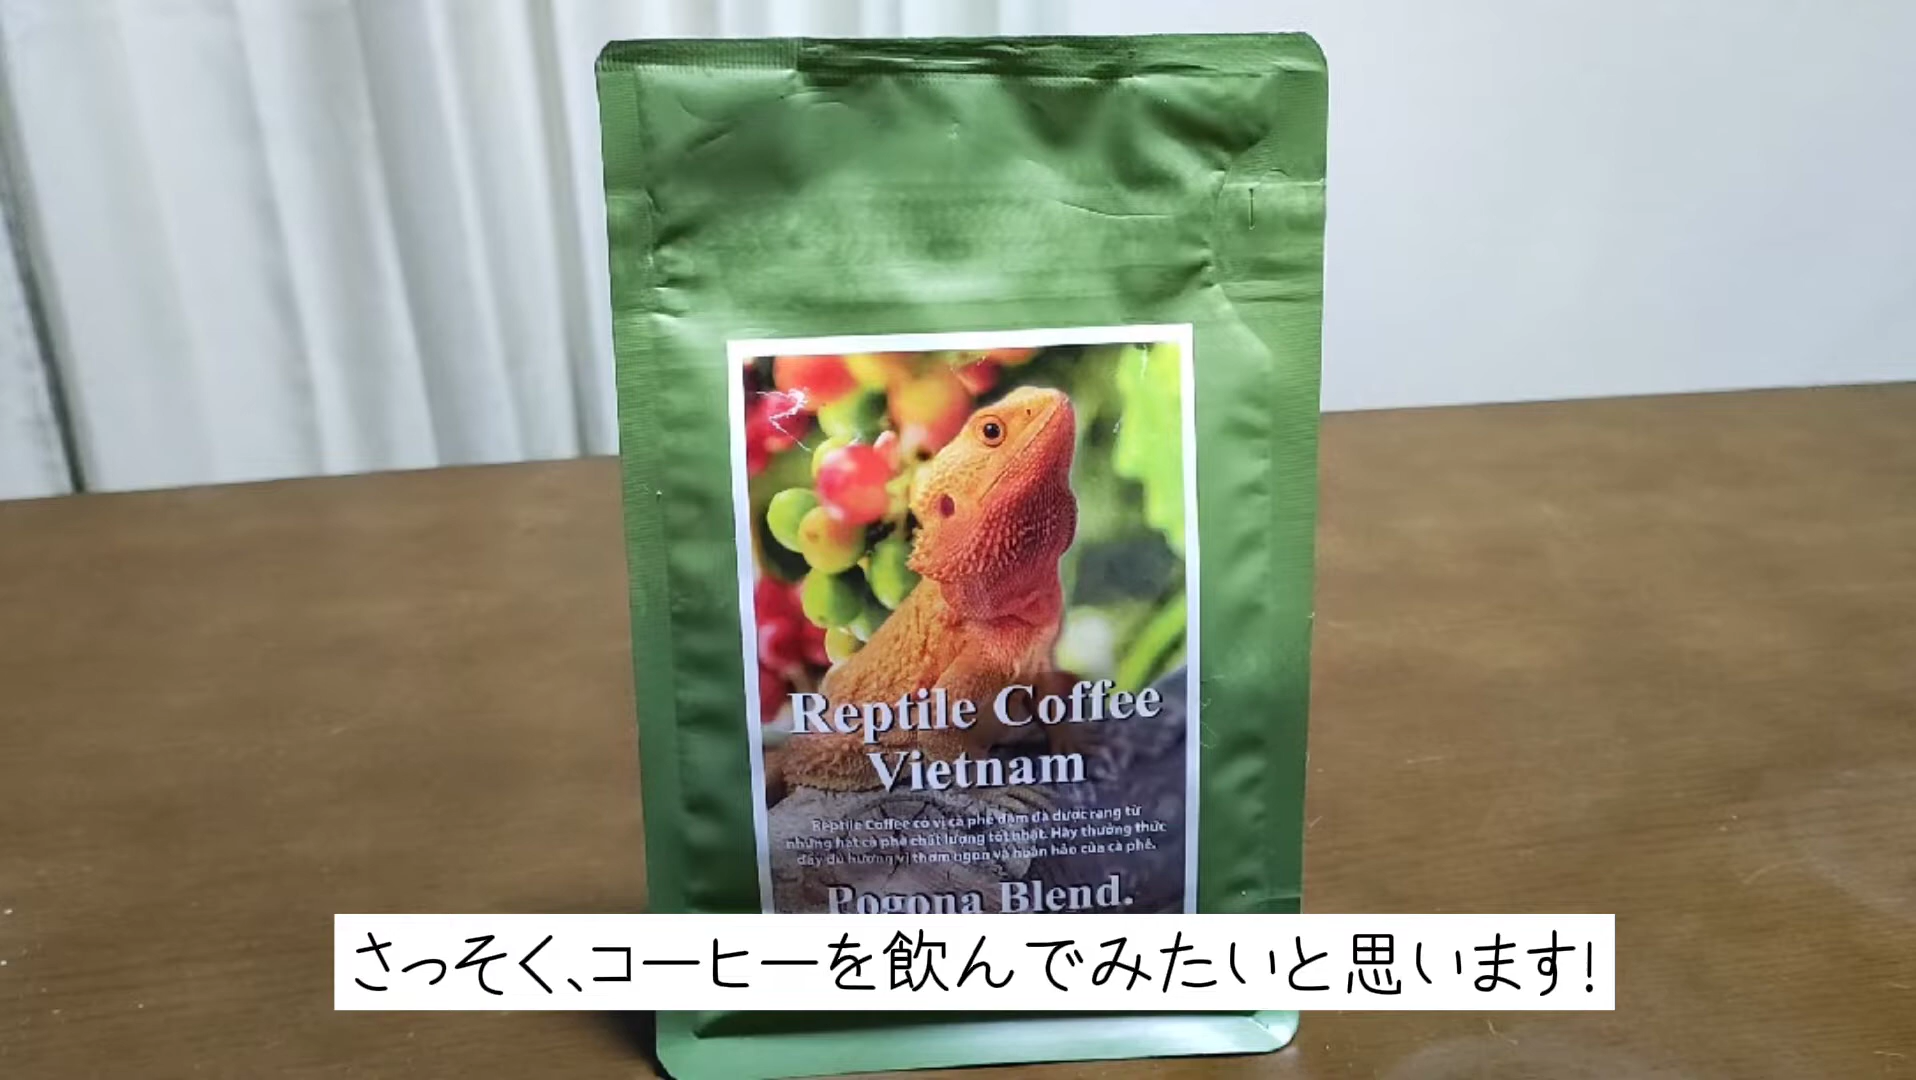 Reptile Coffee
Vietnam
Reptile Coffee có vị cà phê đậm đà được rang từ
những hạt cà phê chất lượng tốt nhất. Hãy thưởng thức
đầy đủ hương vị thơm ngon và hoàn hảo của cà phê.
Pogona Blend.
さっそく、コーヒーを飲んでみたいと思います!